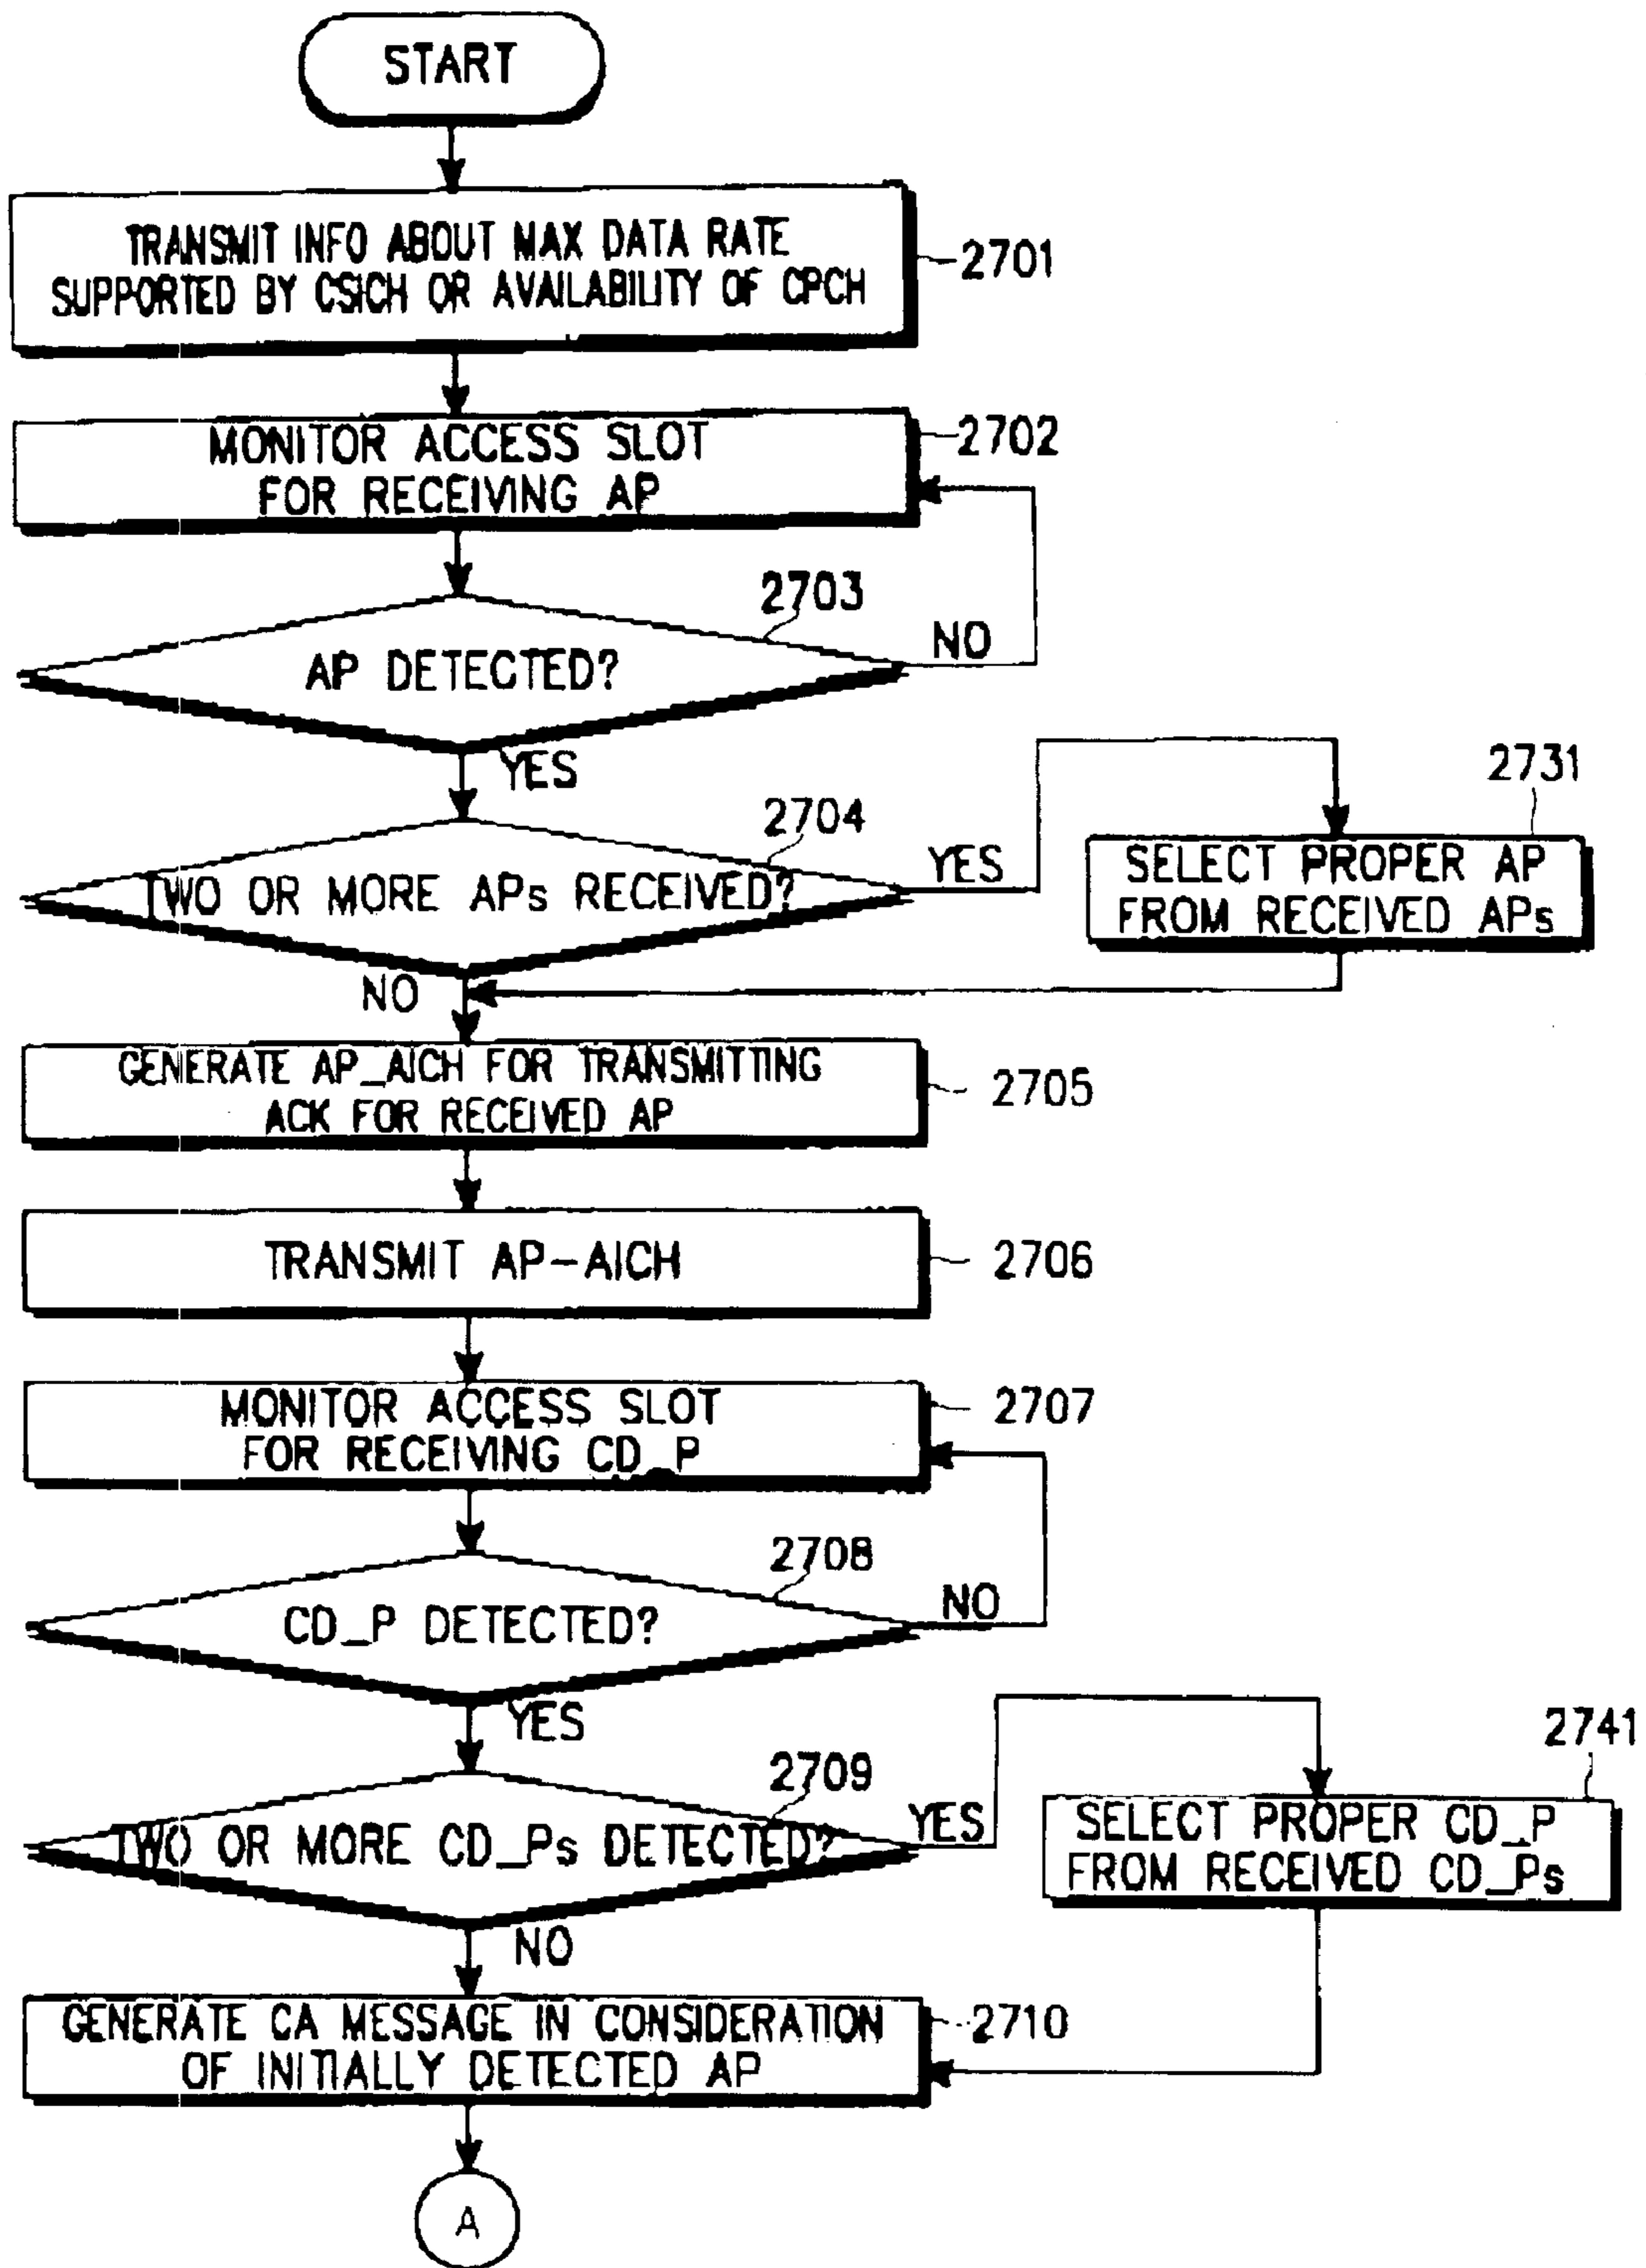 START
TRANSMIT INFO ABOUT MAX DATA RATE
SUPPORTED BY CSICH OR AVAILABILITY OF CPCH
2701
MONITOR ACCESS SLOT
FOR RECEIVING AP
2702
2703
AP DETECTED?
NO
YES
2704
TWO OR MORE APs RECEIVED?
YES
NO
2731
SELECT PROPER AP
FROM RECEIVED APs
GENERATE AP_AICH FOR TRANSMITTING
ACK FOR RECEIVED AP
2705
TRANSMIT AP-AICH
2706
MONITOR ACCESS SLOT
FOR RECEIVING CD_P
2707
2708
CD_P DETECTED?
NO
YES
2709
TWO OR MORE CD_Ps DETECTED?
YES
NO
2741
SELECT PROPER CD_P
FROM RECEIVED CD_Ps
GENERATE CA MESSAGE IN CONSIDERATION
OF INITIALLY DETECTED AP
2710
A